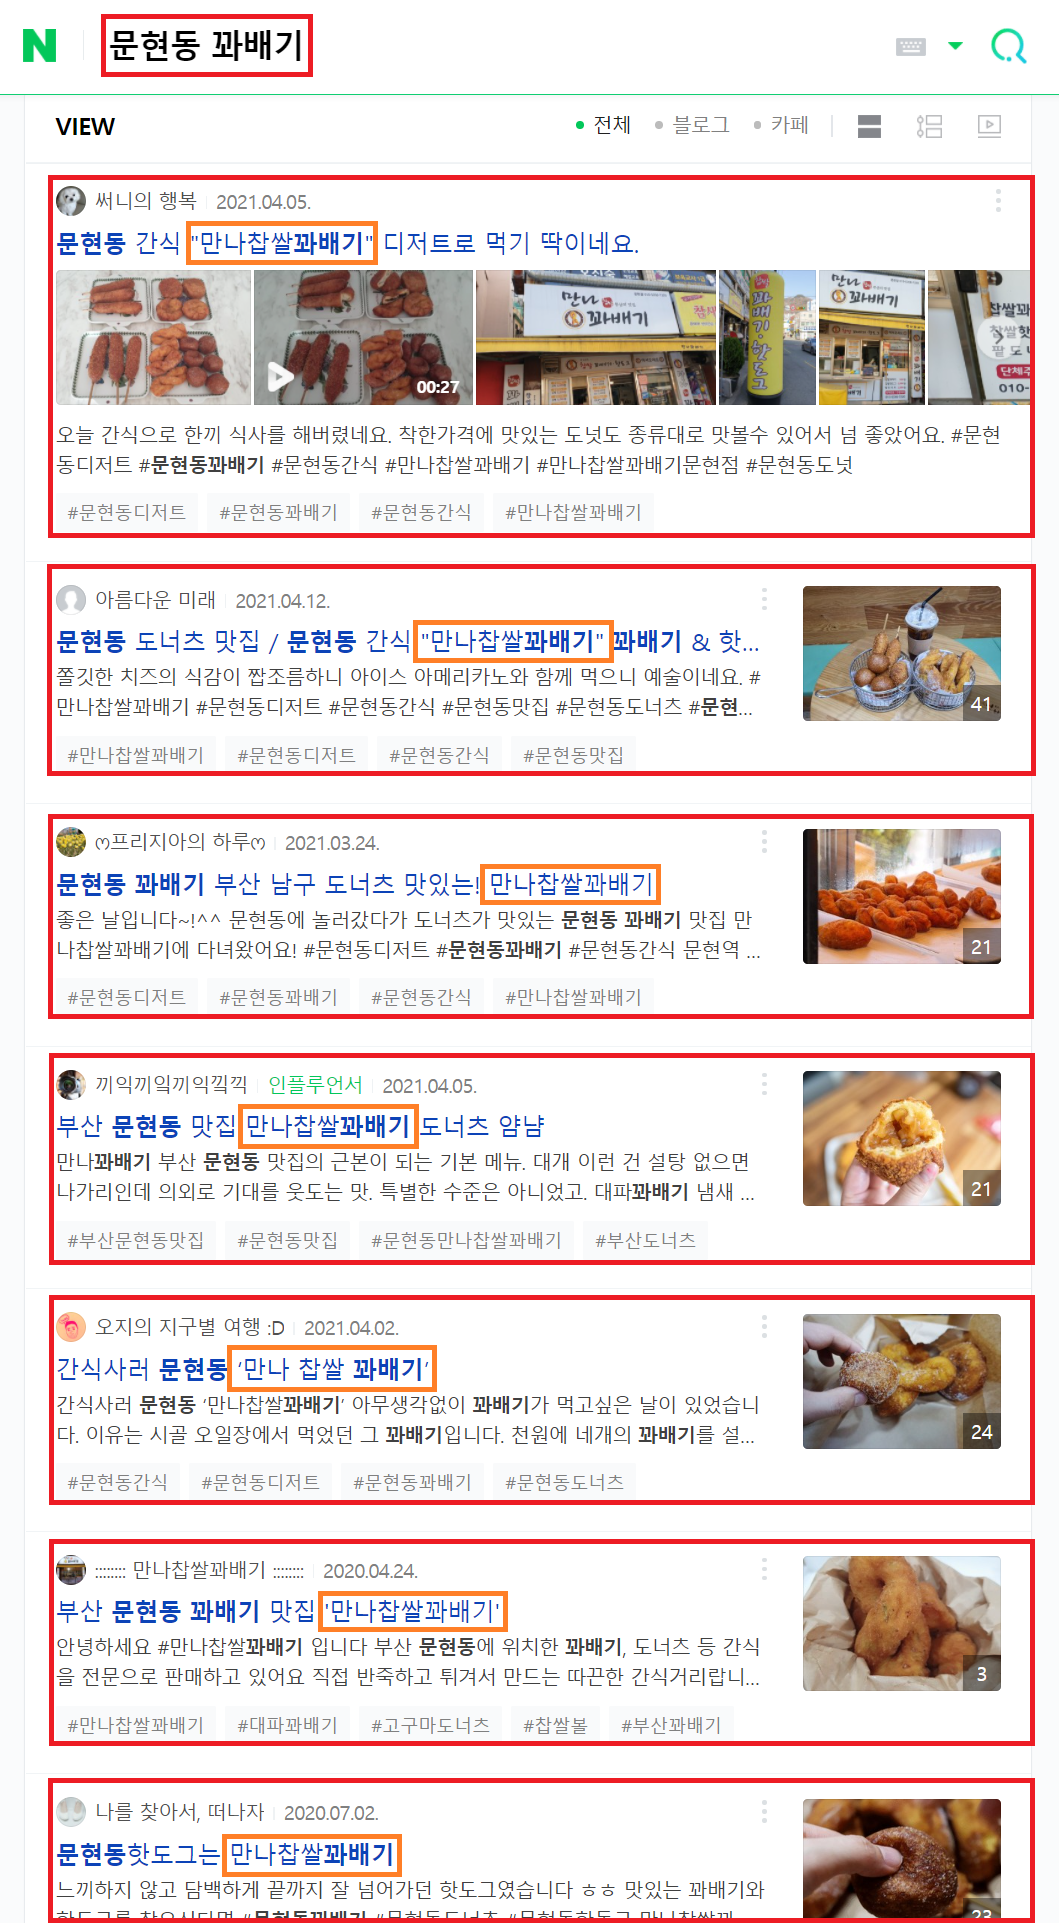 N 문현동 꽈배기
VIEW
전체 블로그 카페
써니의 행복 2021.04.05.
문현동 간식 "만나찹쌀꽈배기" 디저트로 먹기 딱이네요.
00:27
만나 꽈배기
꽈배기.핫도그
만나 꽈배기
010-
오늘 간식으로 한끼 식사를 해버렸네요. 착한가격에 맛있는 도넛도 종류대로 맛볼수 있어서 넘 좋았어요. #문현
동디저트 #문현동꽈배기 #문현동간식 #만나찹쌀꽈배기 #만나찹쌀꽈배기문현점 #문현동도넛
#문현동디저트 #문현동꽈배기 #문현동간식 #만나찹쌀꽈배기
아름다운 미래 2021.04.12.
문현동 도너츠 맛집 / 문현동 간식 "만나찹쌀꽈배기" 꽈배기 & 핫...
쫄깃한 치즈의 식감이 짭조름하니 아이스 아메리카노와 함께 먹으니 예술이네요. #
만나찹쌀꽈배기 #문현동디저트 #문현동간식 #문현동맛집 #문현동도너츠 #문현...
41
#만나찹쌀꽈배기 #문현동디저트 #문현동간식 #문현동맛집
ෆ프리지아의 하루ෆ 2021.03.24.
문현동 꽈배기 부산 남구 도너츠 맛있는! 만나찹쌀꽈배기
좋은 날입니다~!^^ 문현동에 놀러갔다가 도너츠가 맛있는 문현동 꽈배기 맛집 만
나찹쌀꽈배기에 다녀왔어요! #문현동디저트 #문현동꽈배기 #문현동간식 문현역 ...
21
#문현동디저트 #문현동꽈배기 #문현동간식 #만나찹쌀꽈배기
인플루언서 2021.04.05.
부산 문현동 맛집 만나찹쌀꽈배기 도너츠 얌냠
만나꽈배기 부산 문현동 맛집의 근본이 되는 기본 메뉴. 대개 이런 건 설탕 없으면
나가리인데 의외로 기대를 웃도는 맛. 특별한 수준은 아니었고. 대파꽈배기 냄새 ...
21
#부산문현동맛집 #문현동맛집 #문현동만나찹쌀꽈배기 #부산도너츠
오지의 지구별 여행 :D 2021.04.02.
간식사러 문현동 '만나 찹쌀 꽈배기'
간식사러 문현동 '만나찹쌀꽈배기' 아무생각없이 꽈배기가 먹고싶은 날이 있었습니
다. 이유는 시골 오일장에서 먹었던 그 꽈배기입니다. 천원에 네개의 꽈배기를 설...
24
#문현동간식 #문현동디저트 #문현동꽈배기 #문현동도너츠
:::::::: 만나찹쌀꽈배기 :::::::: 2020.04.24.
부산 문현동 꽈배기 맛집 '만나찹쌀꽈배기'
안녕하세요 #만나찹쌀꽈배기 입니다 부산 문현동에 위치한 꽈배기, 도너츠 등 간식
을 전문으로 판매하고 있어요 직접 반죽하고 튀겨서 만드는 따끈한 간식거리랍니...
3
#만나찹쌀꽈배기 #대파꽈배기 #고구마도너츠 #찹쌀볼 #부산꽈배기
나를 찾아서, 떠나자 2020.07.02.
문현동핫도그는 만나찹쌀꽈배기
느끼하지 않고 담백하게 끝까지 잘 넘어가던 핫도그였습니다 ㅎㅎ 맛있는 꽈배기와
23